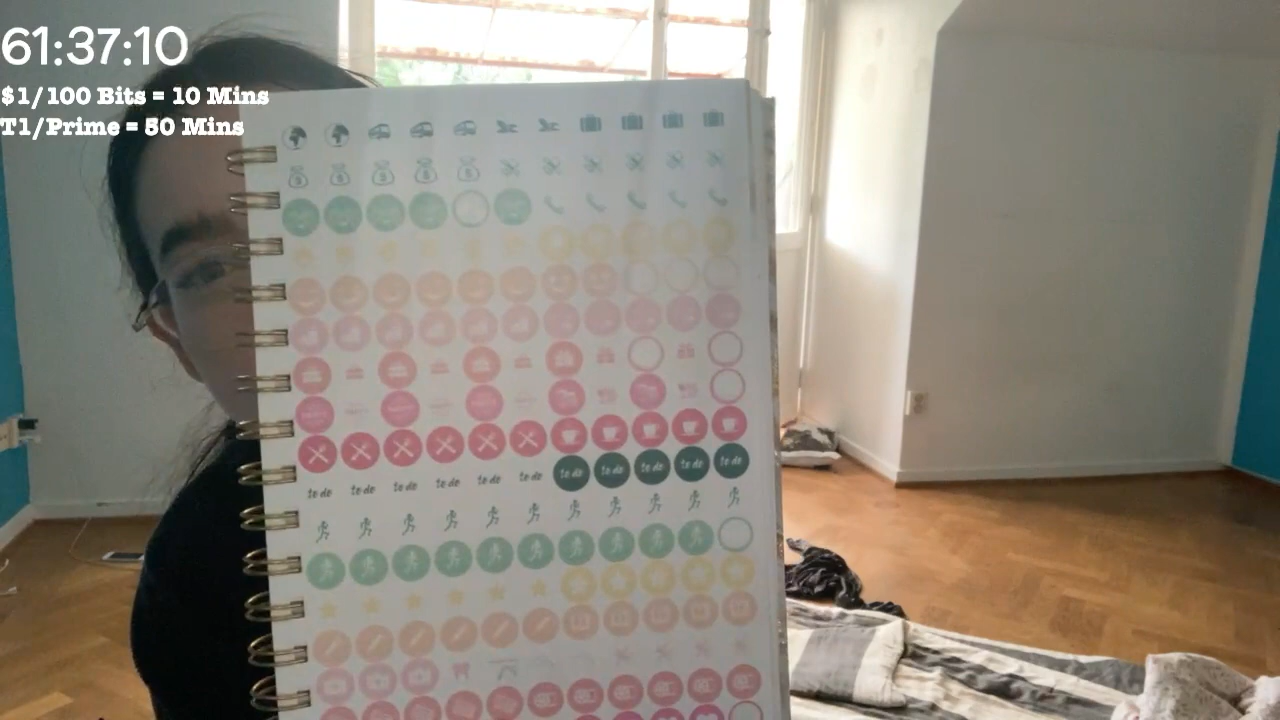 61:37:10
$1/100 Bits = 10 Mins
T1/Prime = 50 Mins
to do to do to do to do to do to do to do to do to do to do to do